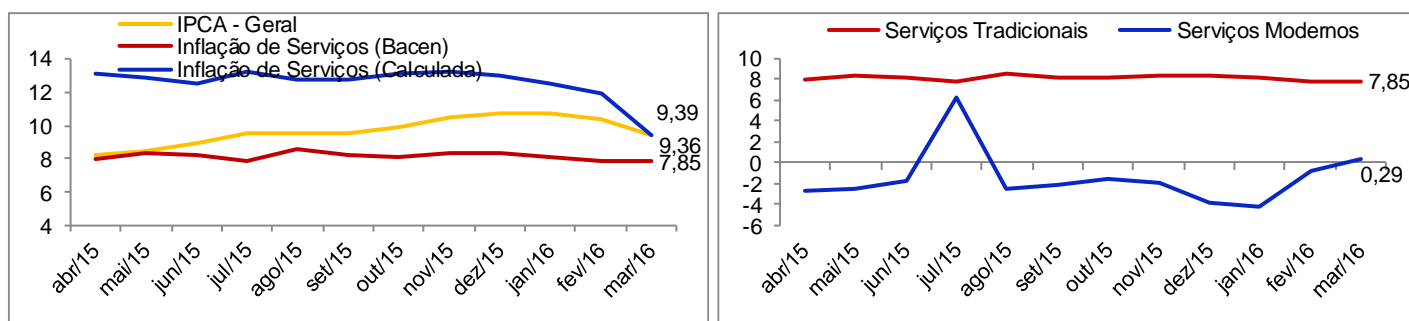 IPCA - Geral
Inflação de Serviços (Bacen)
Inflação de Serviços (Calculada)
14
12
10
8
6
4
9,39
9,36
7,85
abr/15
mai/15
jun/15
jul/15
ago/15
set/15
out/15
nov/15
dez/15
jan/16
fev/16
mar/16
Serviços Tradicionais
Serviços Modernos
10
8
6
4
2
0
-2
-4
-6
7,85
0,29
abr/15
mai/15
jun/15
jul/15
ago/15
set/15
out/15
nov/15
dez/15
jan/16
fev/16
mar/16